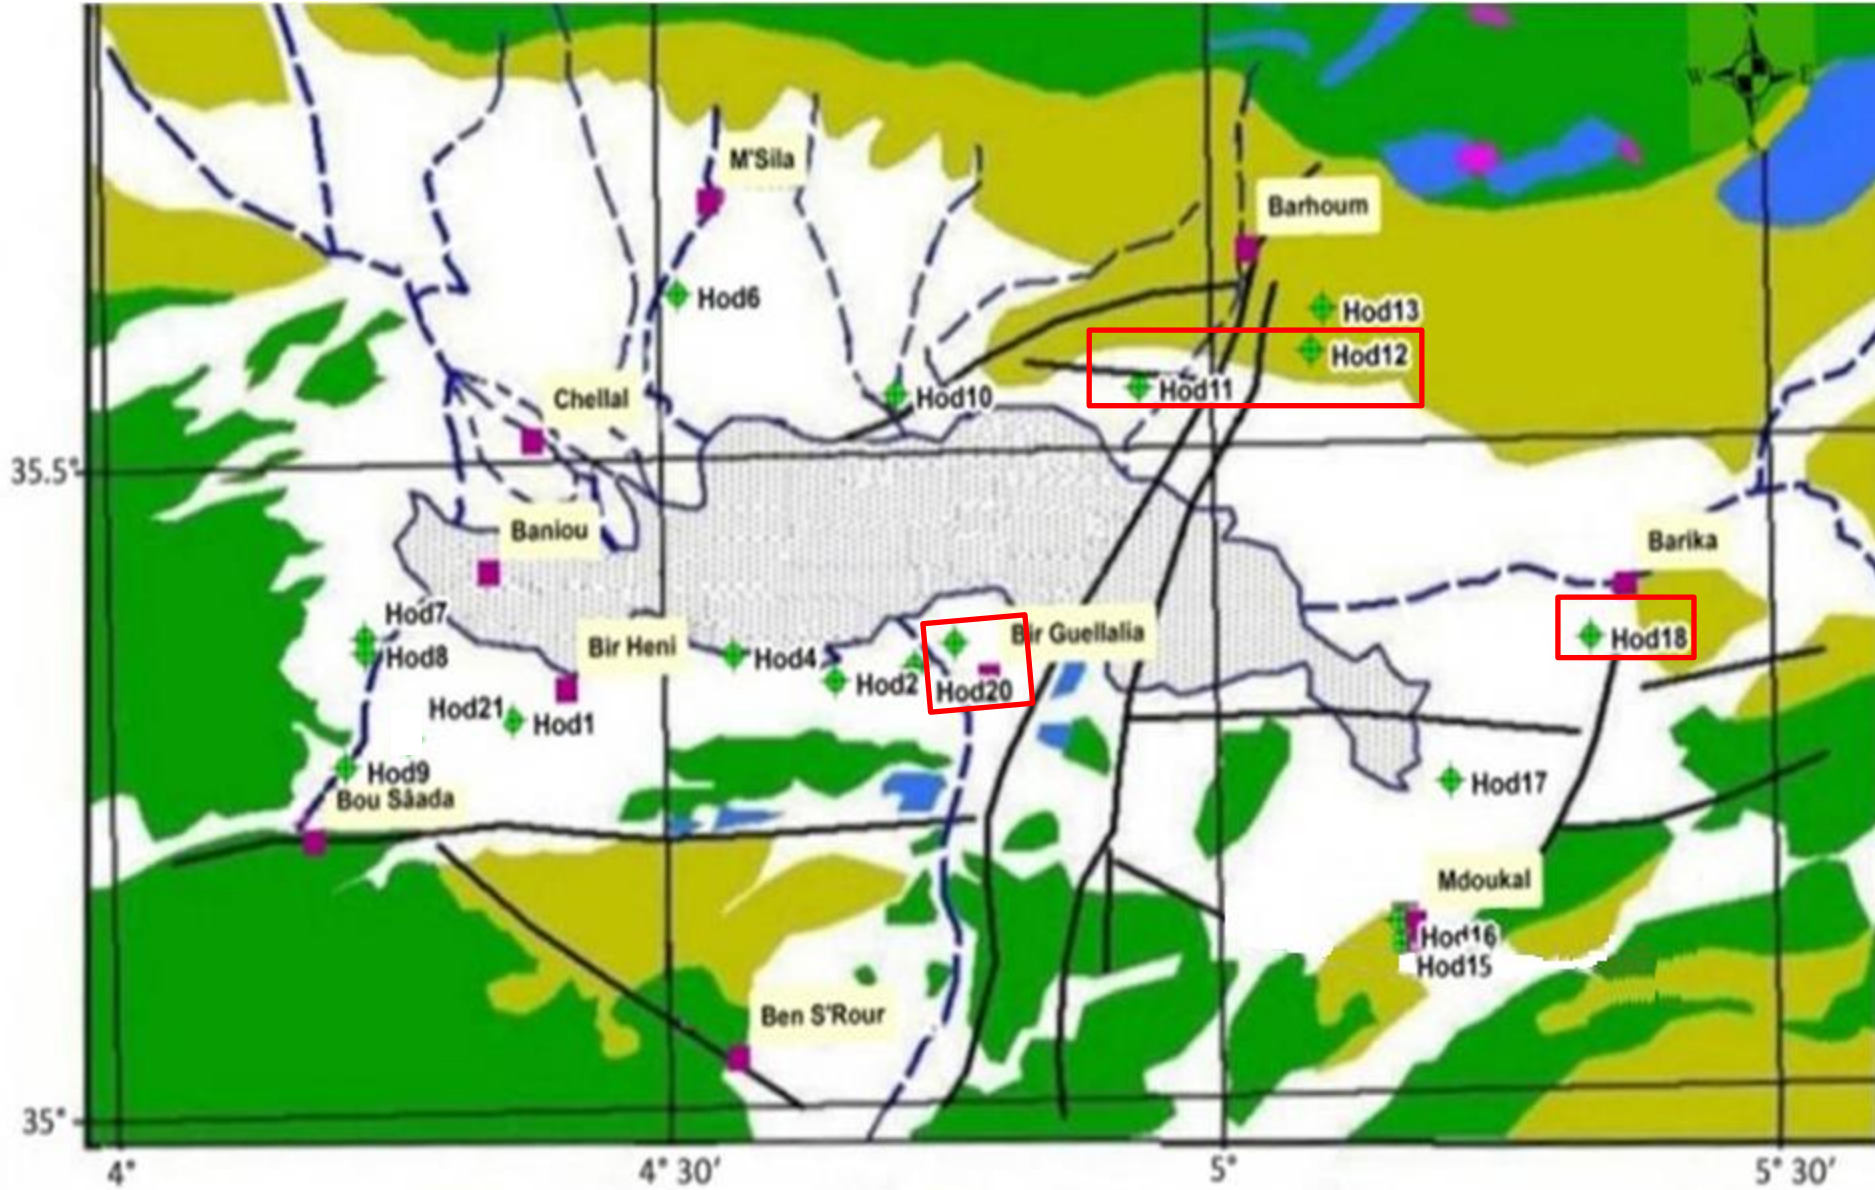 N
W E
M'Sila
Barhoum
Hod6
Hod13
Hod12
Chellal
Hod10
Hod11
35.5°
Baniou
Barika
Hod7
Hod8
Bir Heni
Hod4
Bir Guellalia
Hod18
Hod2
Hod20
Hod21
Hod1
Hod9
Hod17
Bou Sâada
Mdoukal
Hod16
Hod15
Ben S'Rour
35°
4°
4° 30'
5°
5° 30'